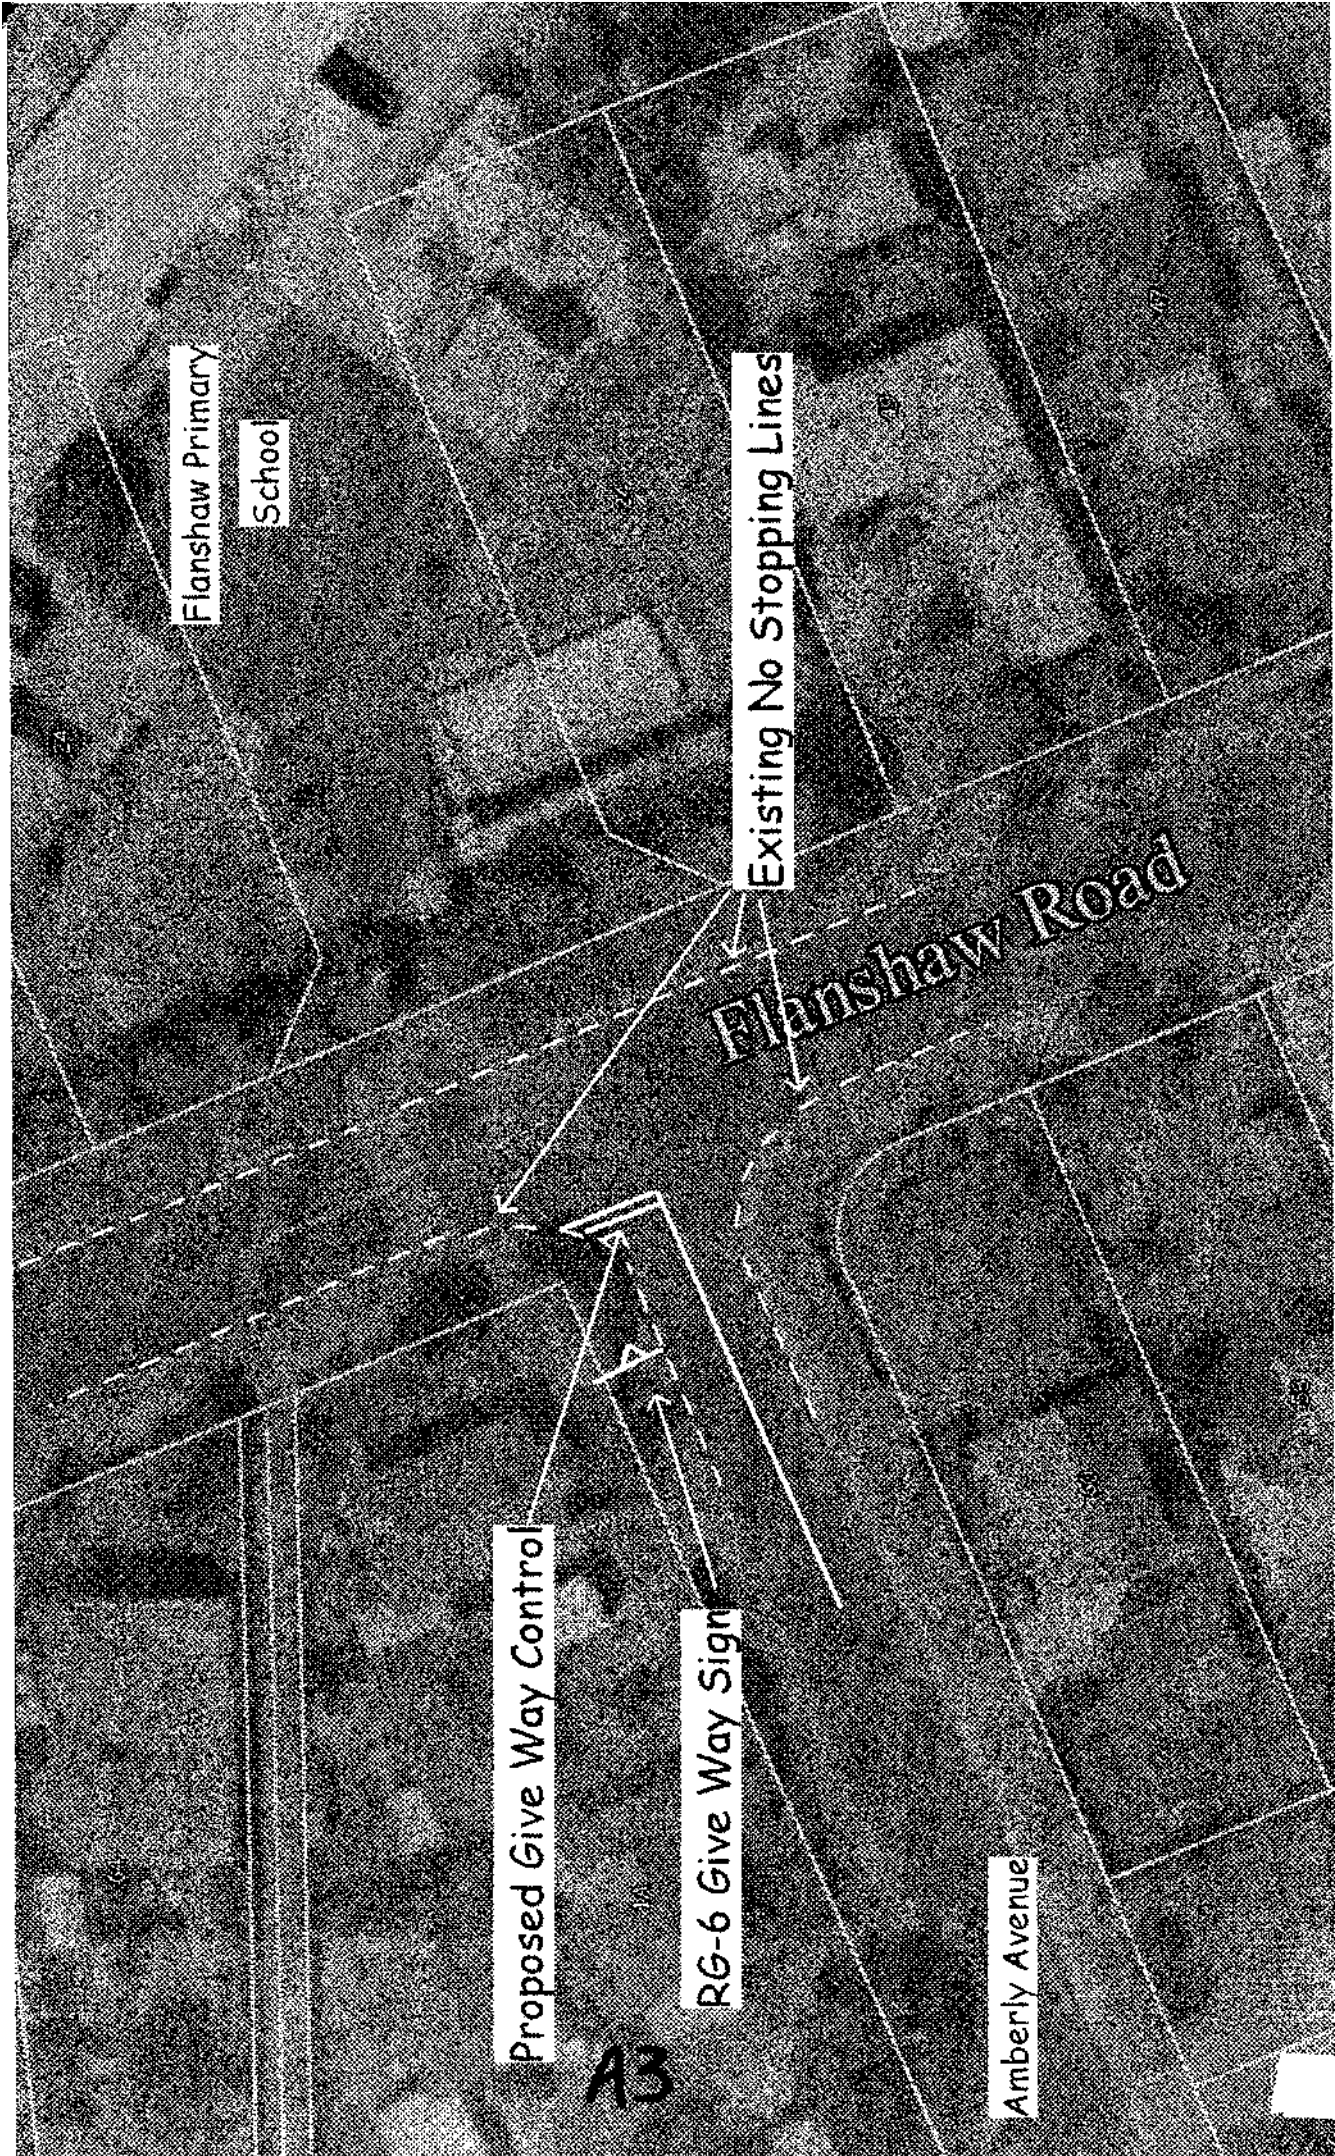 Flanshaw Primary
School
Existing No Stopping Lines
Flanshaw Road
Proposed Give Way Control
RG-6 Give Way Sign
Amberly Avenue
A3